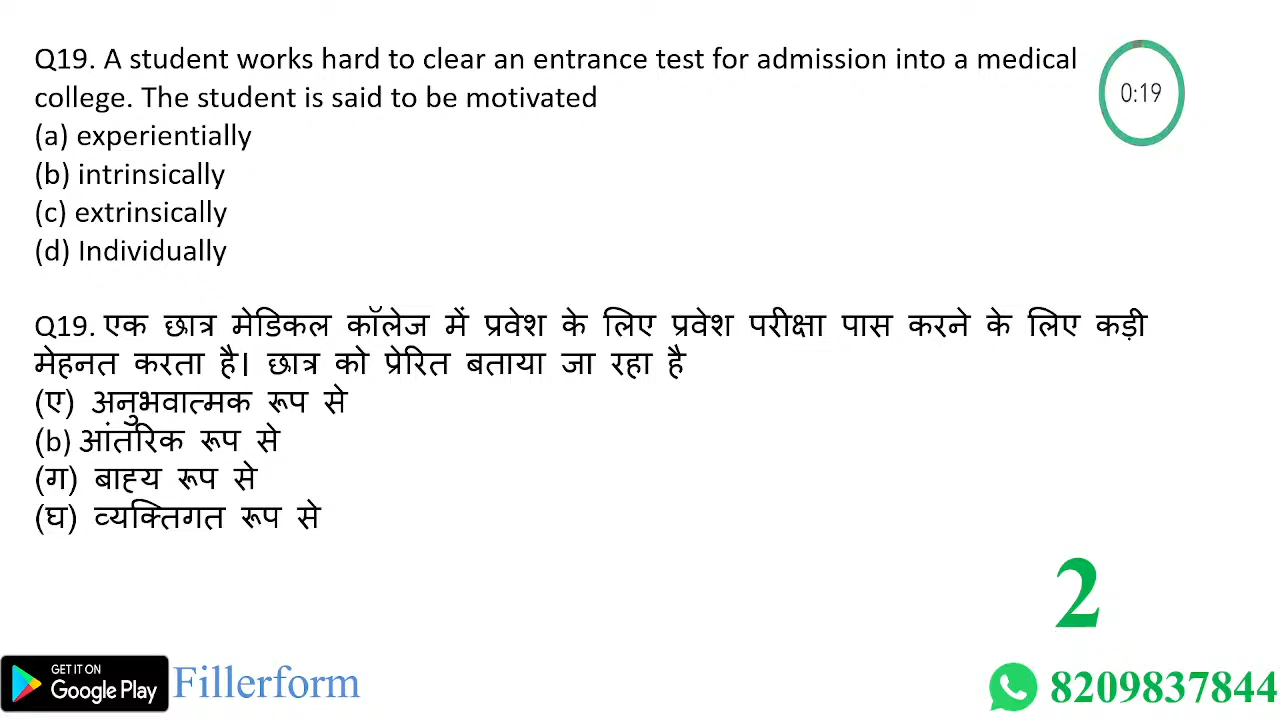 Q19. A student works hard to clear an entrance test for admission into a medical
college. The student is said to be motivated
(a) experientially
(b) intrinsically
(c) extrinsically
(d) Individually
0:19
Q19. एक छात्र मेडिकल कॉलेज में प्रवेश के लिए प्रवेश परीक्षा पास करने के लिए कड़ी
मेहनत करता है। छात्र को प्रेरित बताया जा रहा है
(ए) अनुभवात्मक रूप से
(b) आंतरिक रूप से
(ग) बाह्य रूप से
(घ) व्यक्तिगत रूप से
2
GET IT ON
Google Play
Fillerform
8209837844